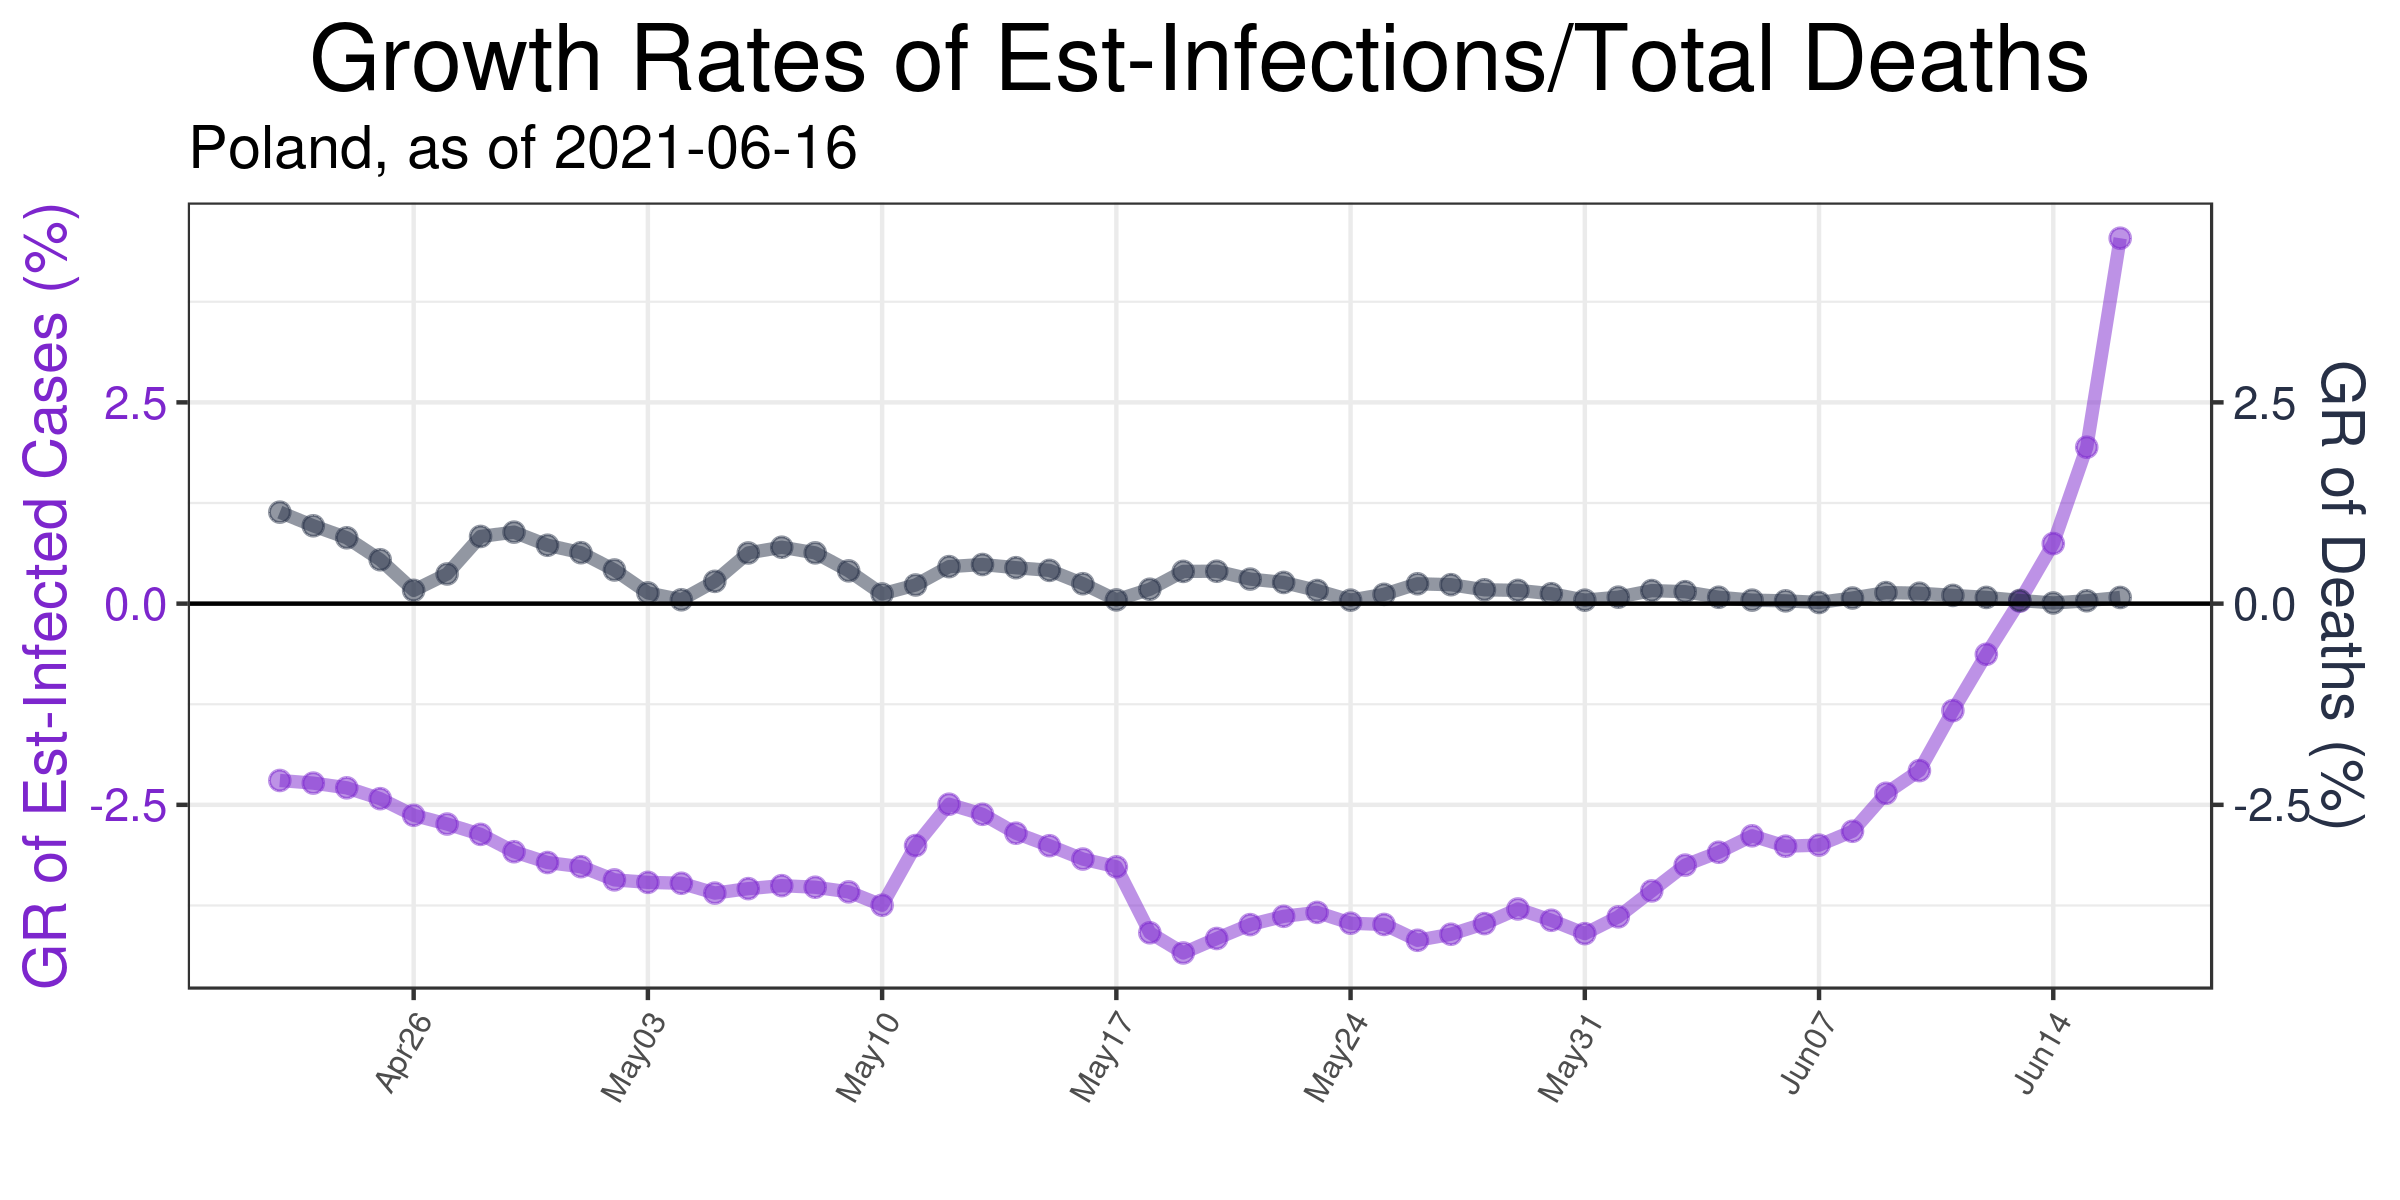 Growth Rates of Est-Infections/Total Deaths
Poland, as of 2021-06-16
GR of Est-Infected Cases (%)
2.5
0.0
-2.5
2.5
0.0
-2.5
GR of Deaths (%)
Apr26
May03
May10
May17
May24
May31
Jun07
Jun14